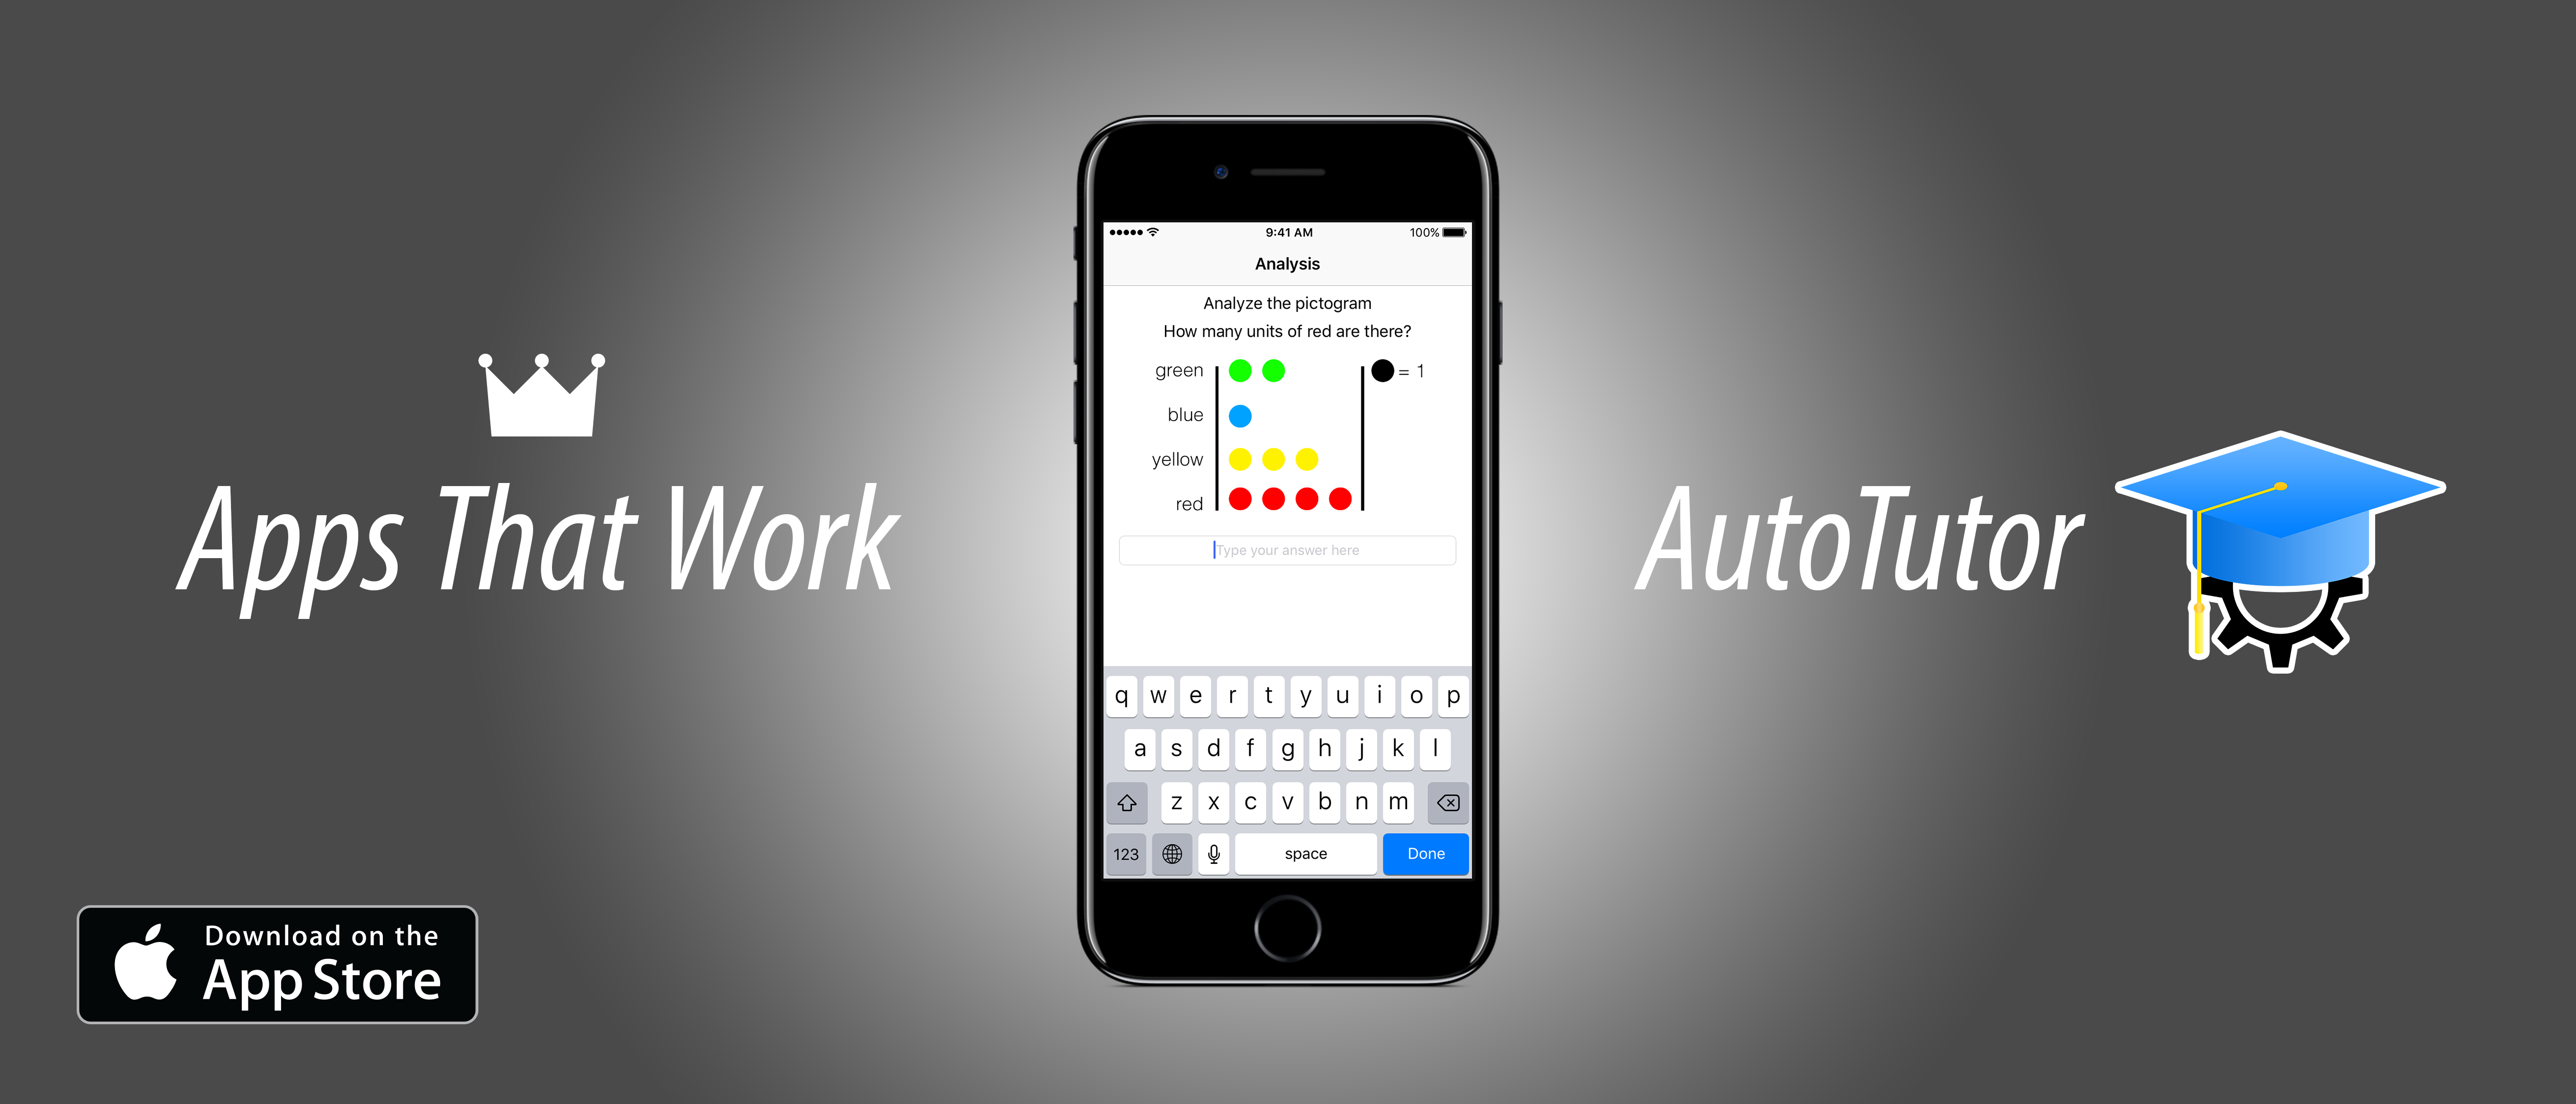 Apps That Work
Download on the
App Store
9:41 AM
100%
Analysis
Analyze the pictogram
How many units of red are there?
green
= 1
blue
yellow
red
Type your answer here
q w e r t y u i o p
a s d f g h j k l
z x c v b n m
123
space
Done
AutoTutor